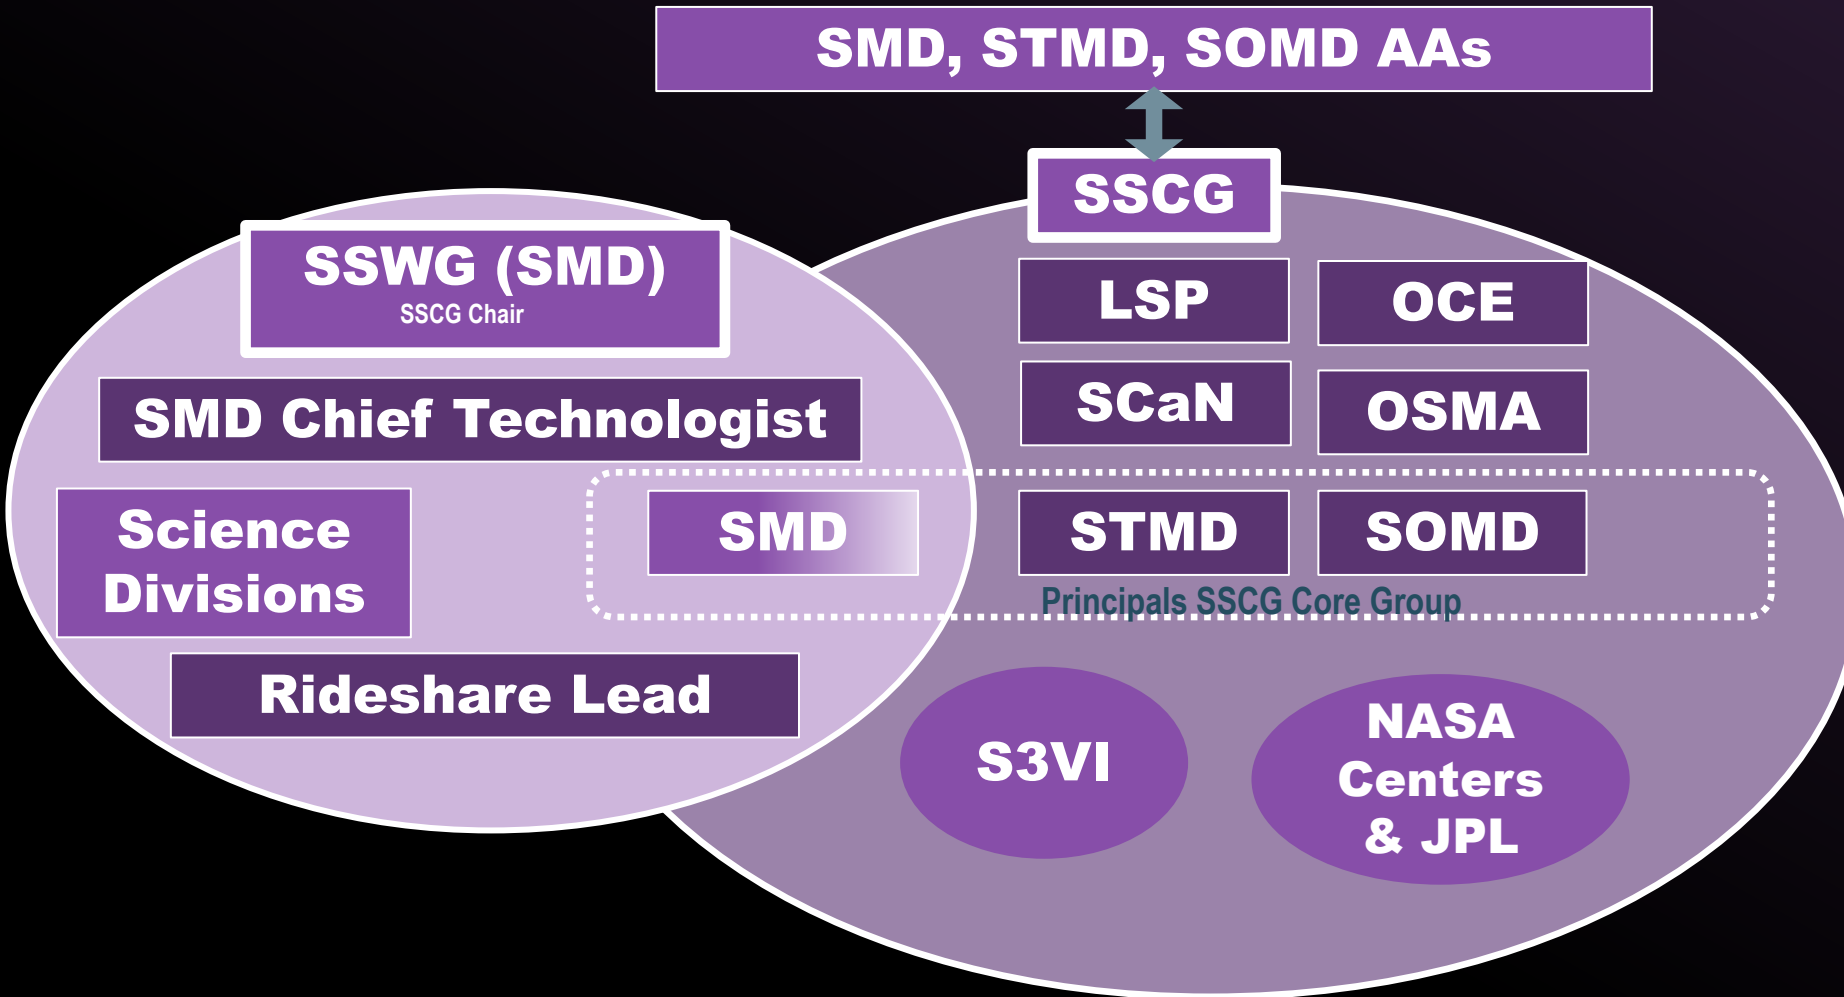 SMD, STMD, SOMD AAs
SSCG
SSWG (SMD)
SSCG Chair
LSP
OCE
SMD Chief Technologist
SCaN
OSMA
Science
Divisions
SMD
STMD
SOMD
Principals SSCG Core Group
Rideshare Lead
S3VI
NASA
Centers
& JPL